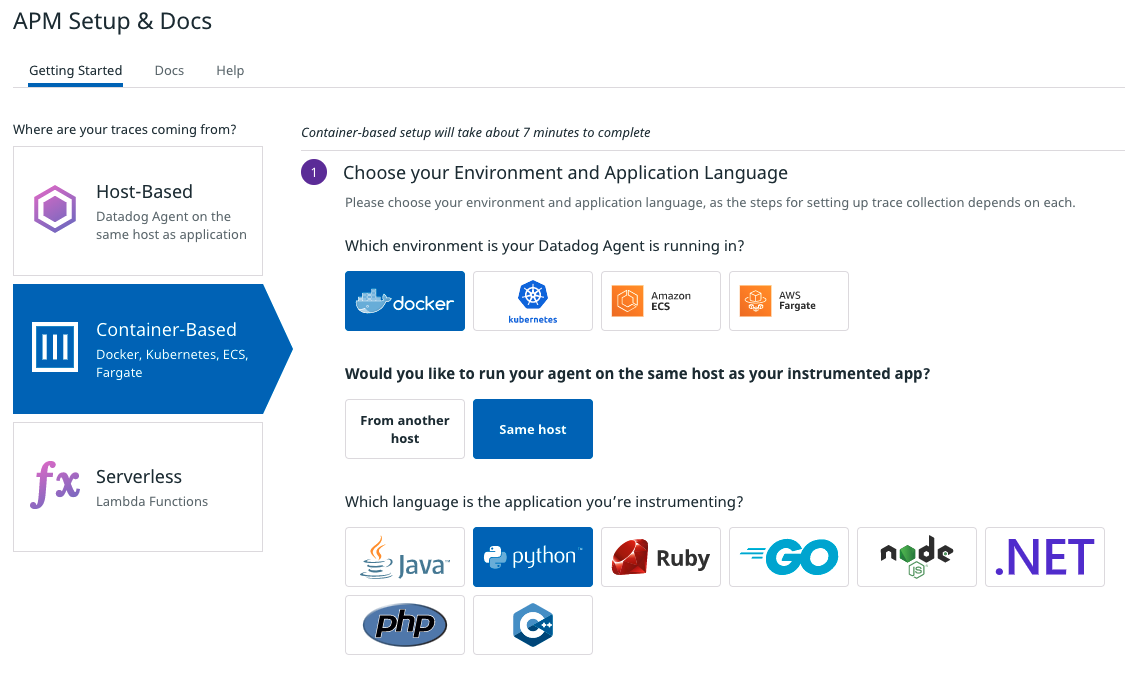 APM Setup & Docs
Getting Started
Docs
Help
Where are your traces coming from?
Host-Based
Datadog Agent on the
same host as application
Container-Based
Docker, Kubernetes, ECS,
Fargate
fx
Serverless
Lambda Functions
Container-based setup will take about 7 minutes to complete
1
Choose your Environment and Application Language
Please choose your environment and application language, as the steps for setting up trace collection depends on each.
Which environment is your Datadog Agent is running in?
docker
kubernetes
Amazon
ECS
AWS
Fargate
Would you like to run your agent on the same host as your instrumented app?
From another
host
Same host
Which language is the application you’re instrumenting?
Java™
python™
Ruby
GO
node
JS
.NET
php
C++